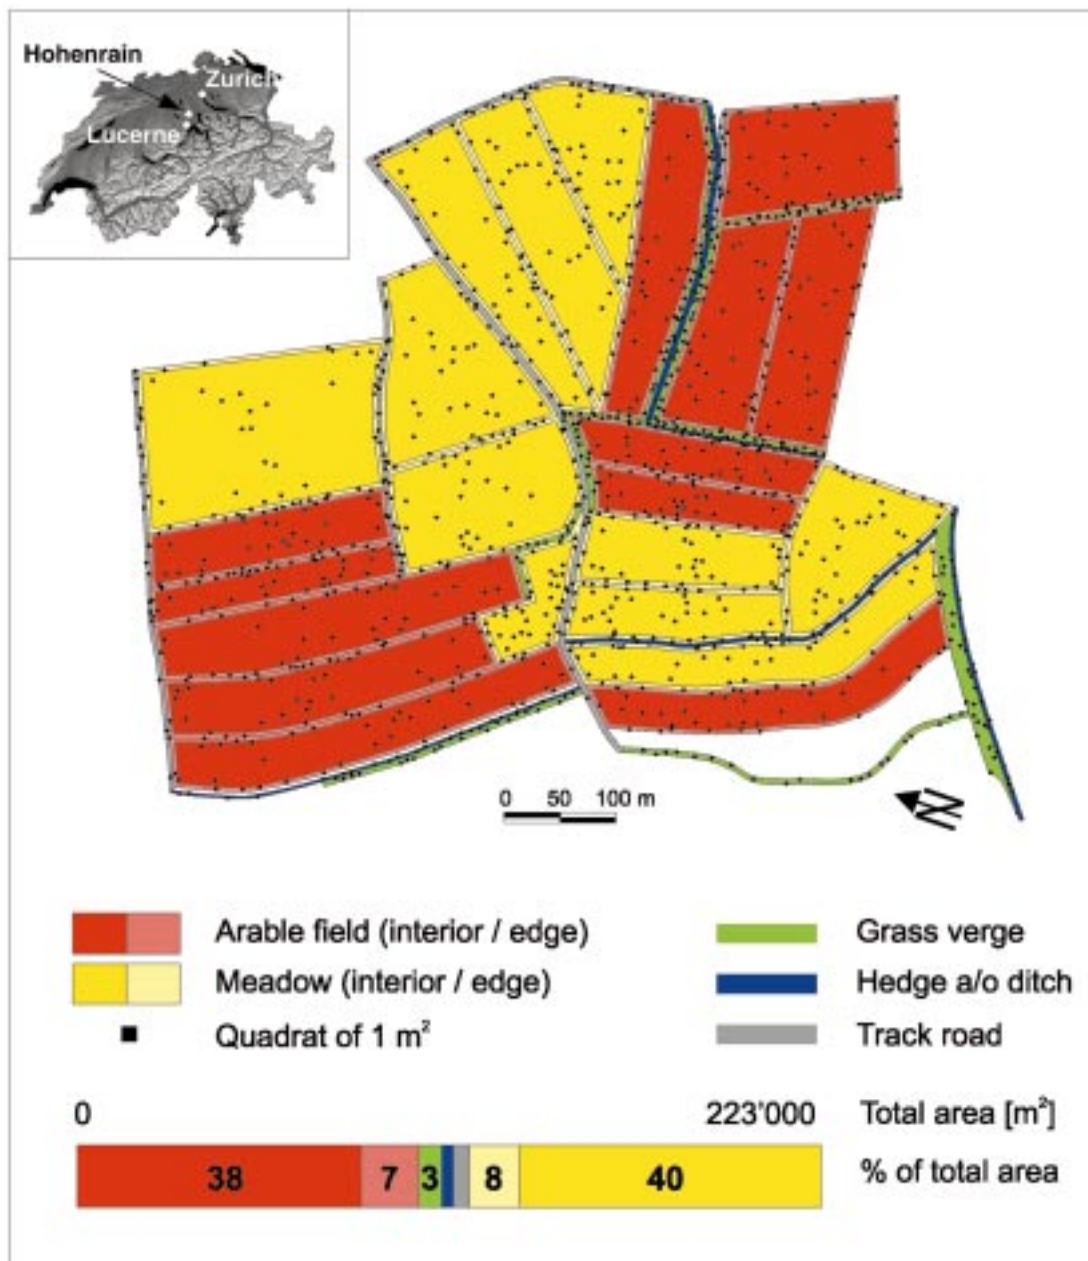 Hohenrain
Zurich
Lucerne
0 50 100 m
N
Arable field (interior / edge)
Meadow (interior / edge)
Quadrat of 1 m²
Grass verge
Hedge a/o ditch
Track road
0 223'000 Total area [m²]
38 7 3 8 40 % of total area